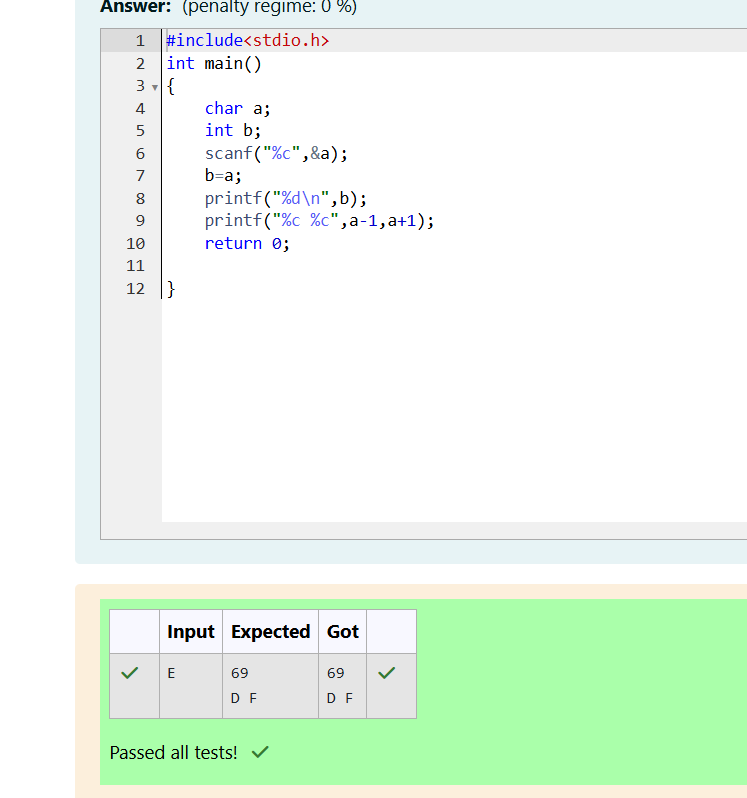 Answer: (penalty regime: 0 %)
1 #include<stdio.h>
2 int main()
3 {
4     char a;
5     int b;
6     scanf("%c",&a);
7     b=a;
8     printf("%d\n",b);
9     printf("%c %c",a-1,a+1);
10     return 0;
11
12 }
Input Expected Got
E 69 69
D F D F
Passed all tests!